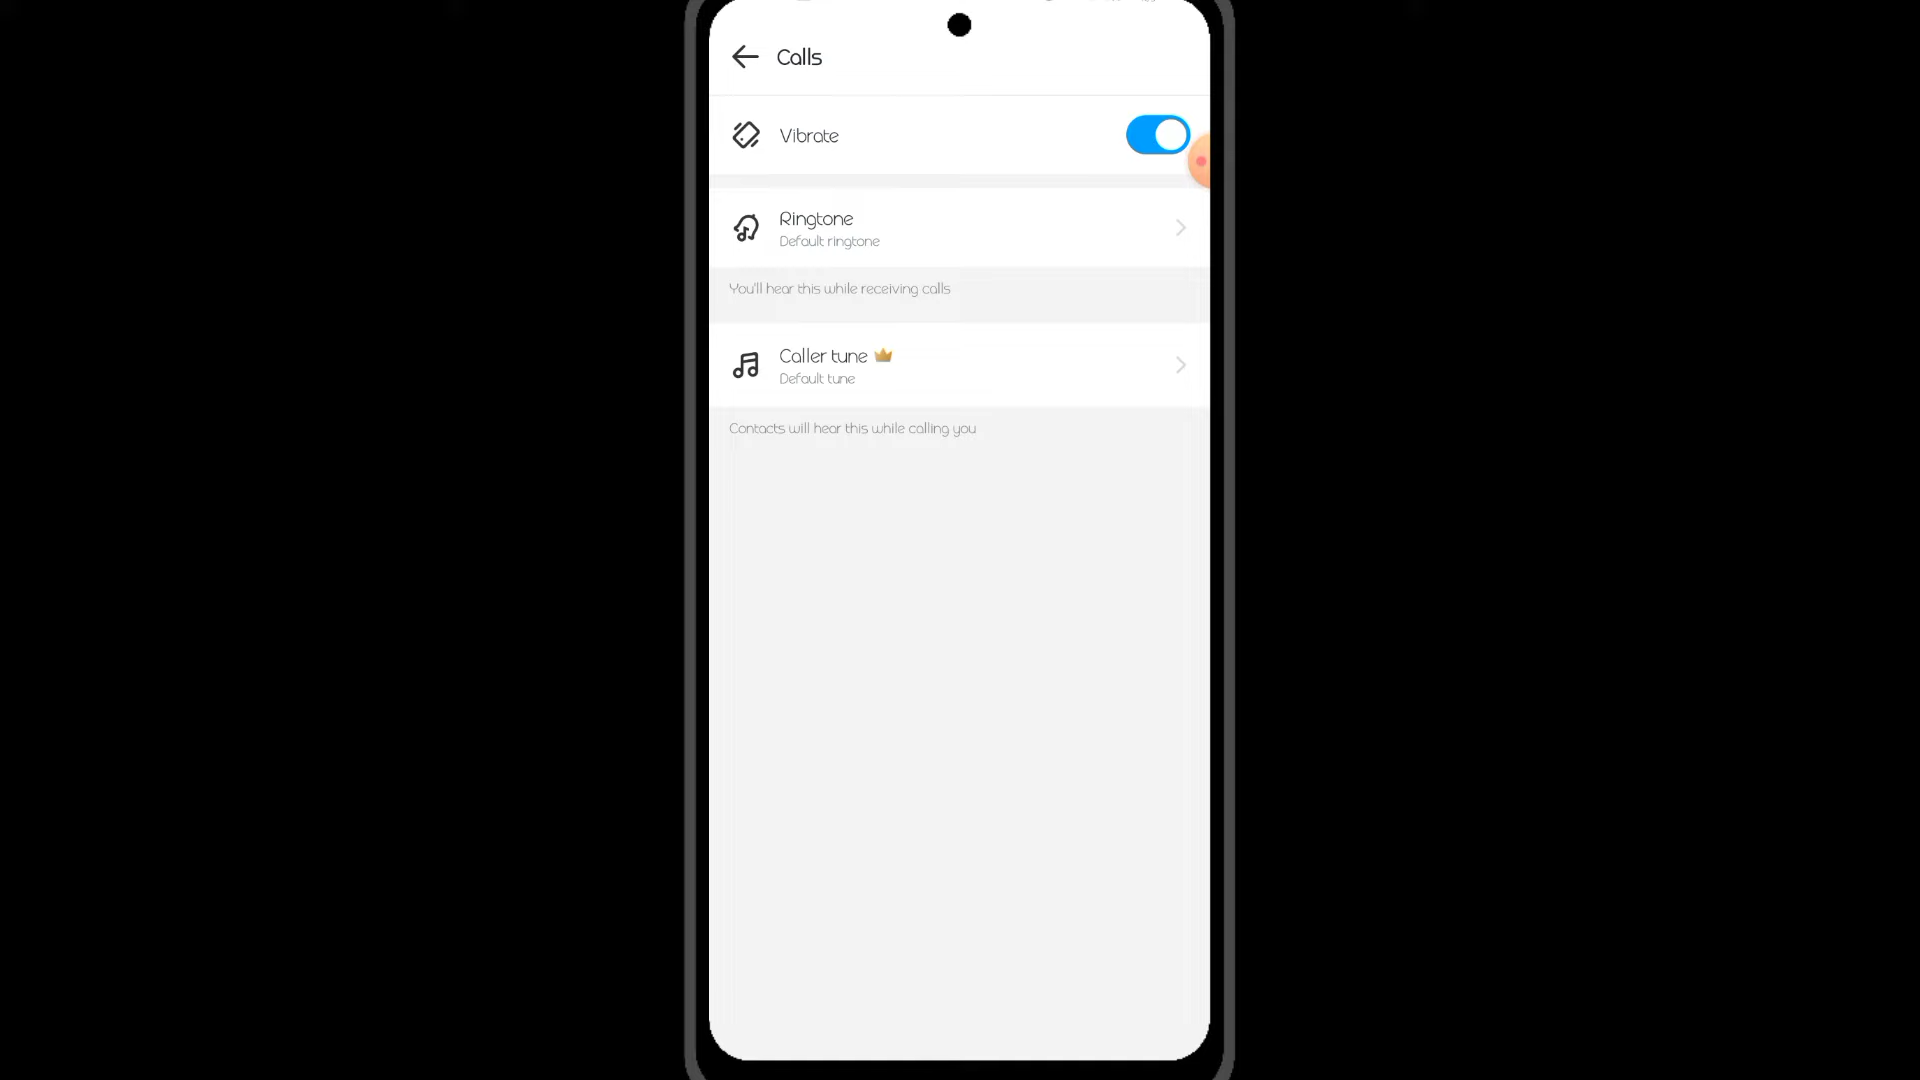 Calls
Vibrate
Ringtone
Default ringtone
You'll hear this while receiving calls
Caller tune
Default tune
Contacts will hear this while calling you